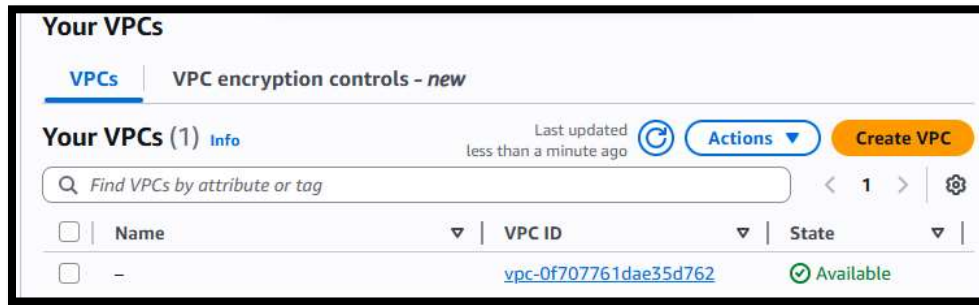 Your VPCs
VPCs VPC encryption controls - new
Your VPCs (1) Info Last updated less than a minute ago Actions Create VPC
Find VPCs by attribute or tag 1
Name VPC ID State
– vpc-0f707761dae35d762 Available